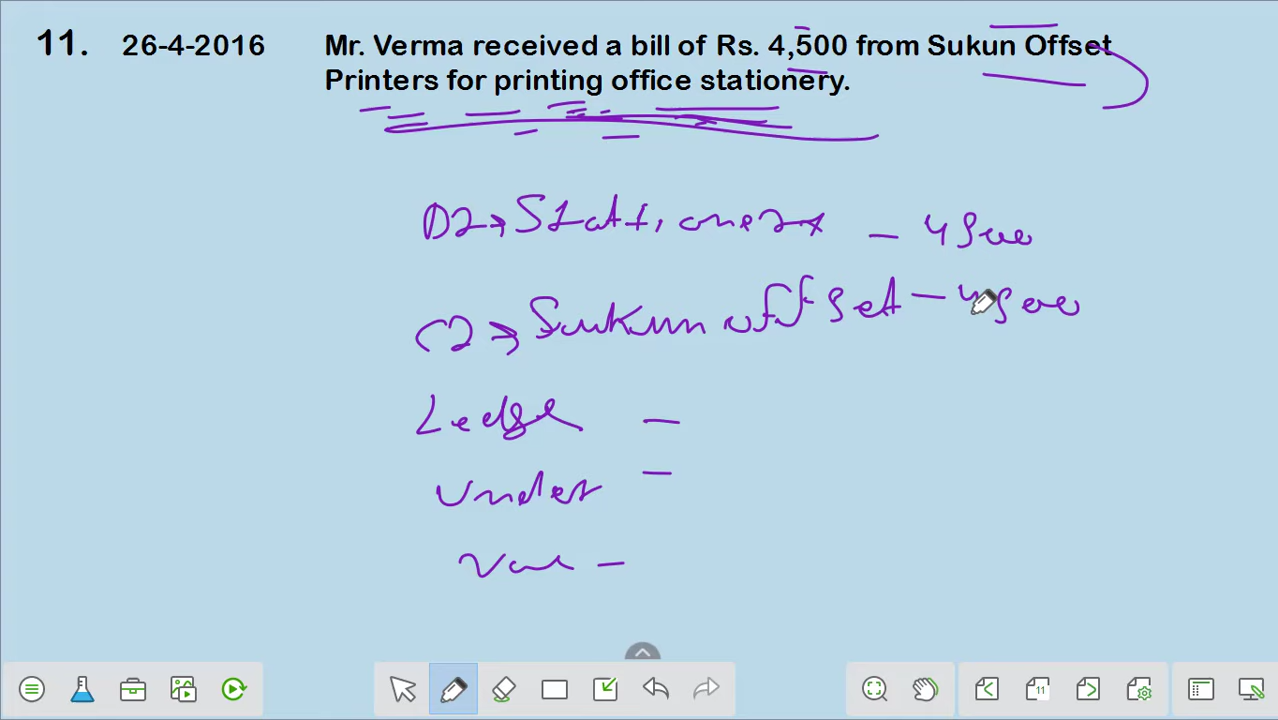 11. 26-4-2016 Mr. Verma received a bill of Rs. 4,500 from Sukun Offset
Printers for printing office stationery.
Dr → Stationery – 4500
Cr → Sukun offset – 4500
Ledger –
Under –
11